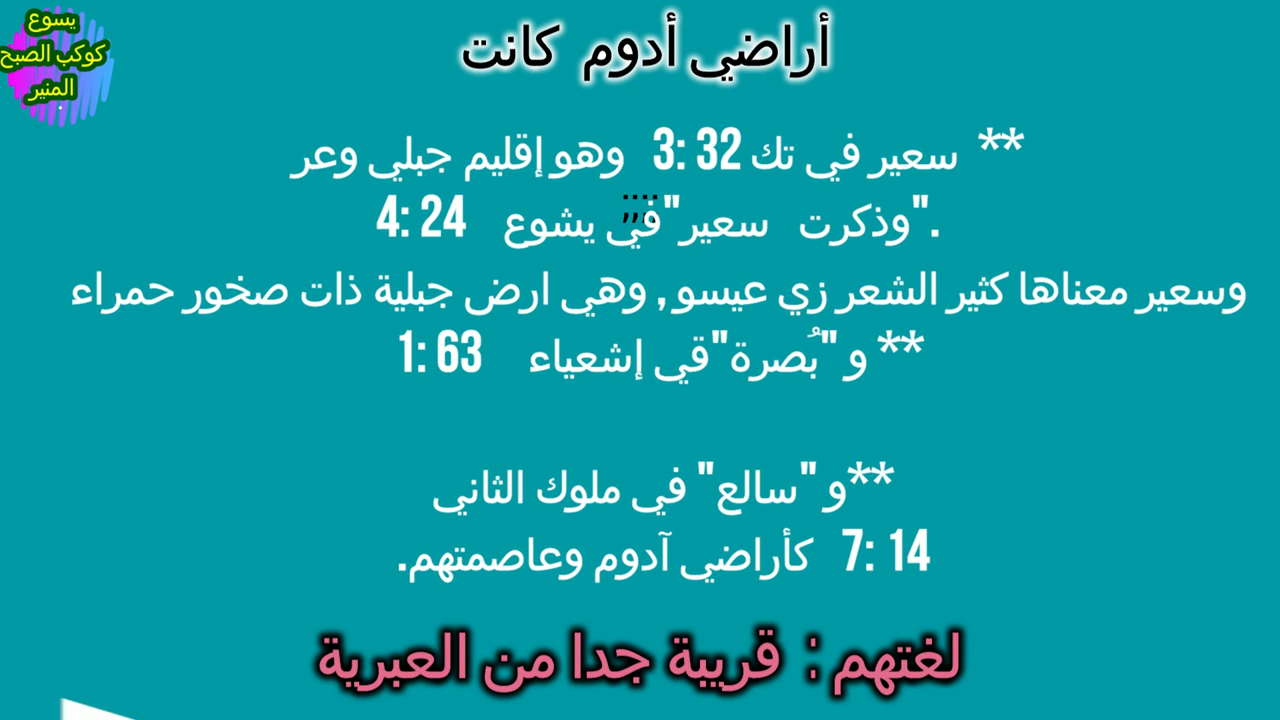 يسوع
كوكب الصبح
المنير
أراضي أدوم كانت
** سعير في تك 32 :3 وهو إقليم جبلي وعر
."وذكرت سعير"في يشوع 24 :4
وسعير معناها كثير الشعر زي عيسو , وهي ارض جبلية ذات صخور حمراء
** و "بُصرة"قي إشعياء 63 :1
**و "سالع" في ملوك الثاني
14 :7 كأراضي آدوم وعاصمتهم.
لغتهم : قريبة جدا من العبرية